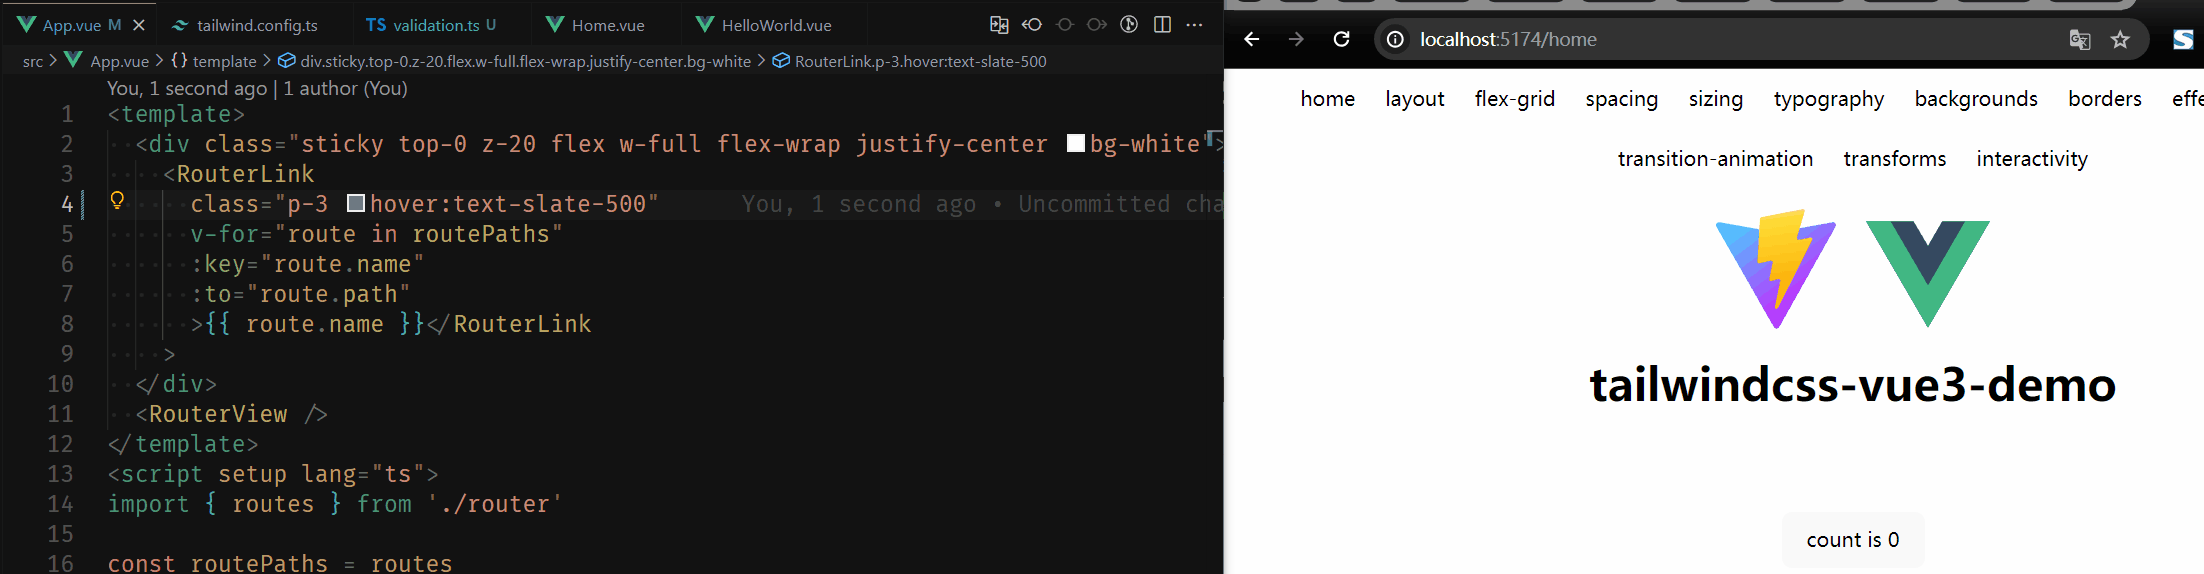 App.vue M
tailwind.config.ts
TS validation.ts U
Home.vue
HelloWorld.vue
src > App.vue > {} template > div.sticky.top-0.z-20.flex.w-full.flex-wrap.justify-center.bg-white > RouterLink.p-3.hover:text-slate-500
You, 1 second ago | 1 author (You)
1 <template>
2 <div class="sticky top-0 z-20 flex w-full flex-wrap justify-center bg-white">
3 <RouterLink
4 class="p-3 hover:text-slate-500" You, 1 second ago • Uncommitted cha
5 v-for="route in routePaths"
6 :key="route.name"
7 :to="route.path"
8 >{{ route.name }}</RouterLink
9 >
10 </div>
11 <RouterView />
12 </template>
13 <script setup lang="ts">
14 import { routes } from './router'
15
16 const routePaths = routes
localhost:5174/home
home layout flex-grid spacing sizing typography backgrounds borders effe
transition-animation transforms interactivity
tailwindcss-vue3-demo
count is 0